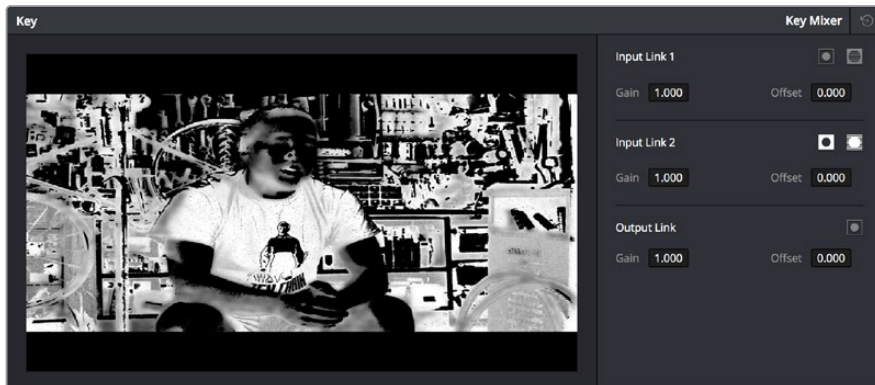 Key
Key Mixer
Input Link 1
Gain 1.000 Offset 0.000
Input Link 2
Gain 1.000 Offset 0.000
Output Link
Gain 1.000 Offset 0.000